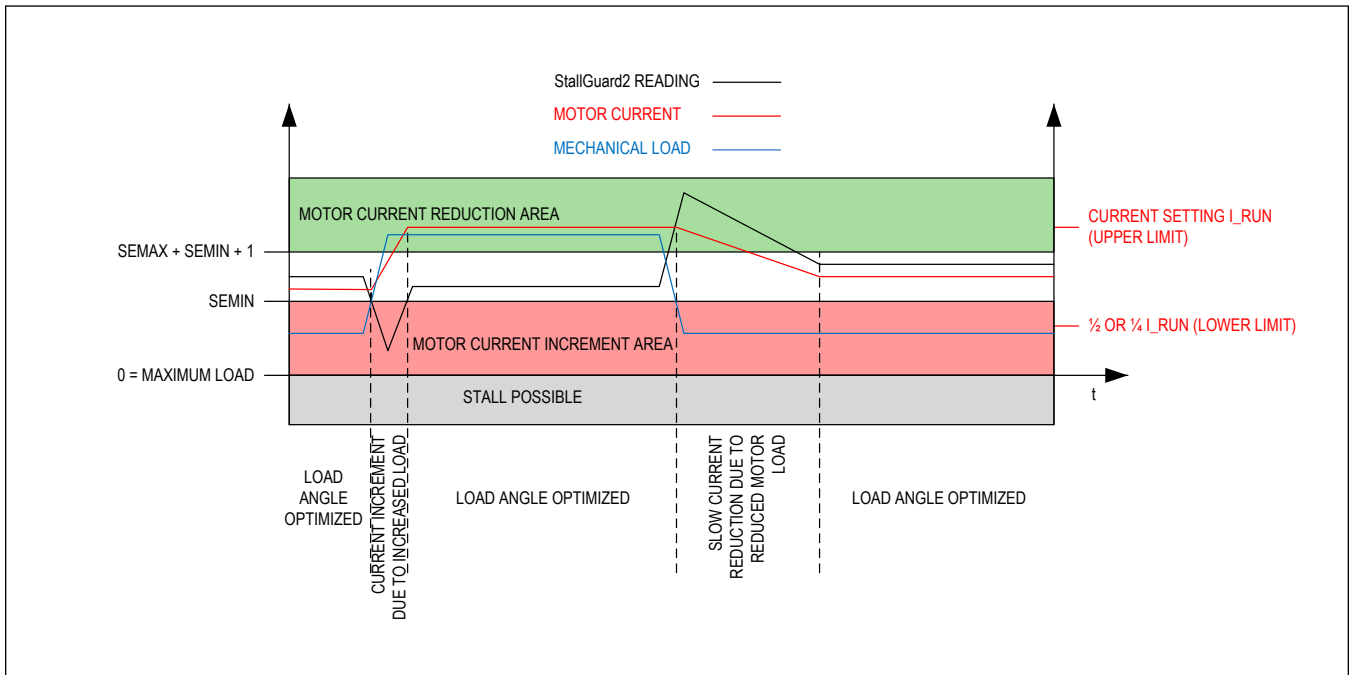 StallGuard2 READING
MOTOR CURRENT
MECHANICAL LOAD
MOTOR CURRENT REDUCTION AREA
CURRENT SETTING I_RUN
(UPPER LIMIT)
SEMAX + SEMIN + 1
SEMIN
½ OR ¼ I_RUN (LOWER LIMIT)
MOTOR CURRENT INCREMENT AREA
0 = MAXIMUM LOAD
t
STALL POSSIBLE
LOAD
ANGLE
OPTIMIZED
CURRENT INCREMENT
DUE TO INCREASED LOAD
LOAD ANGLE OPTIMIZED
SLOW CURRENT
REDUCTION DUE TO
REDUCED MOTOR
LOAD
LOAD ANGLE OPTIMIZED